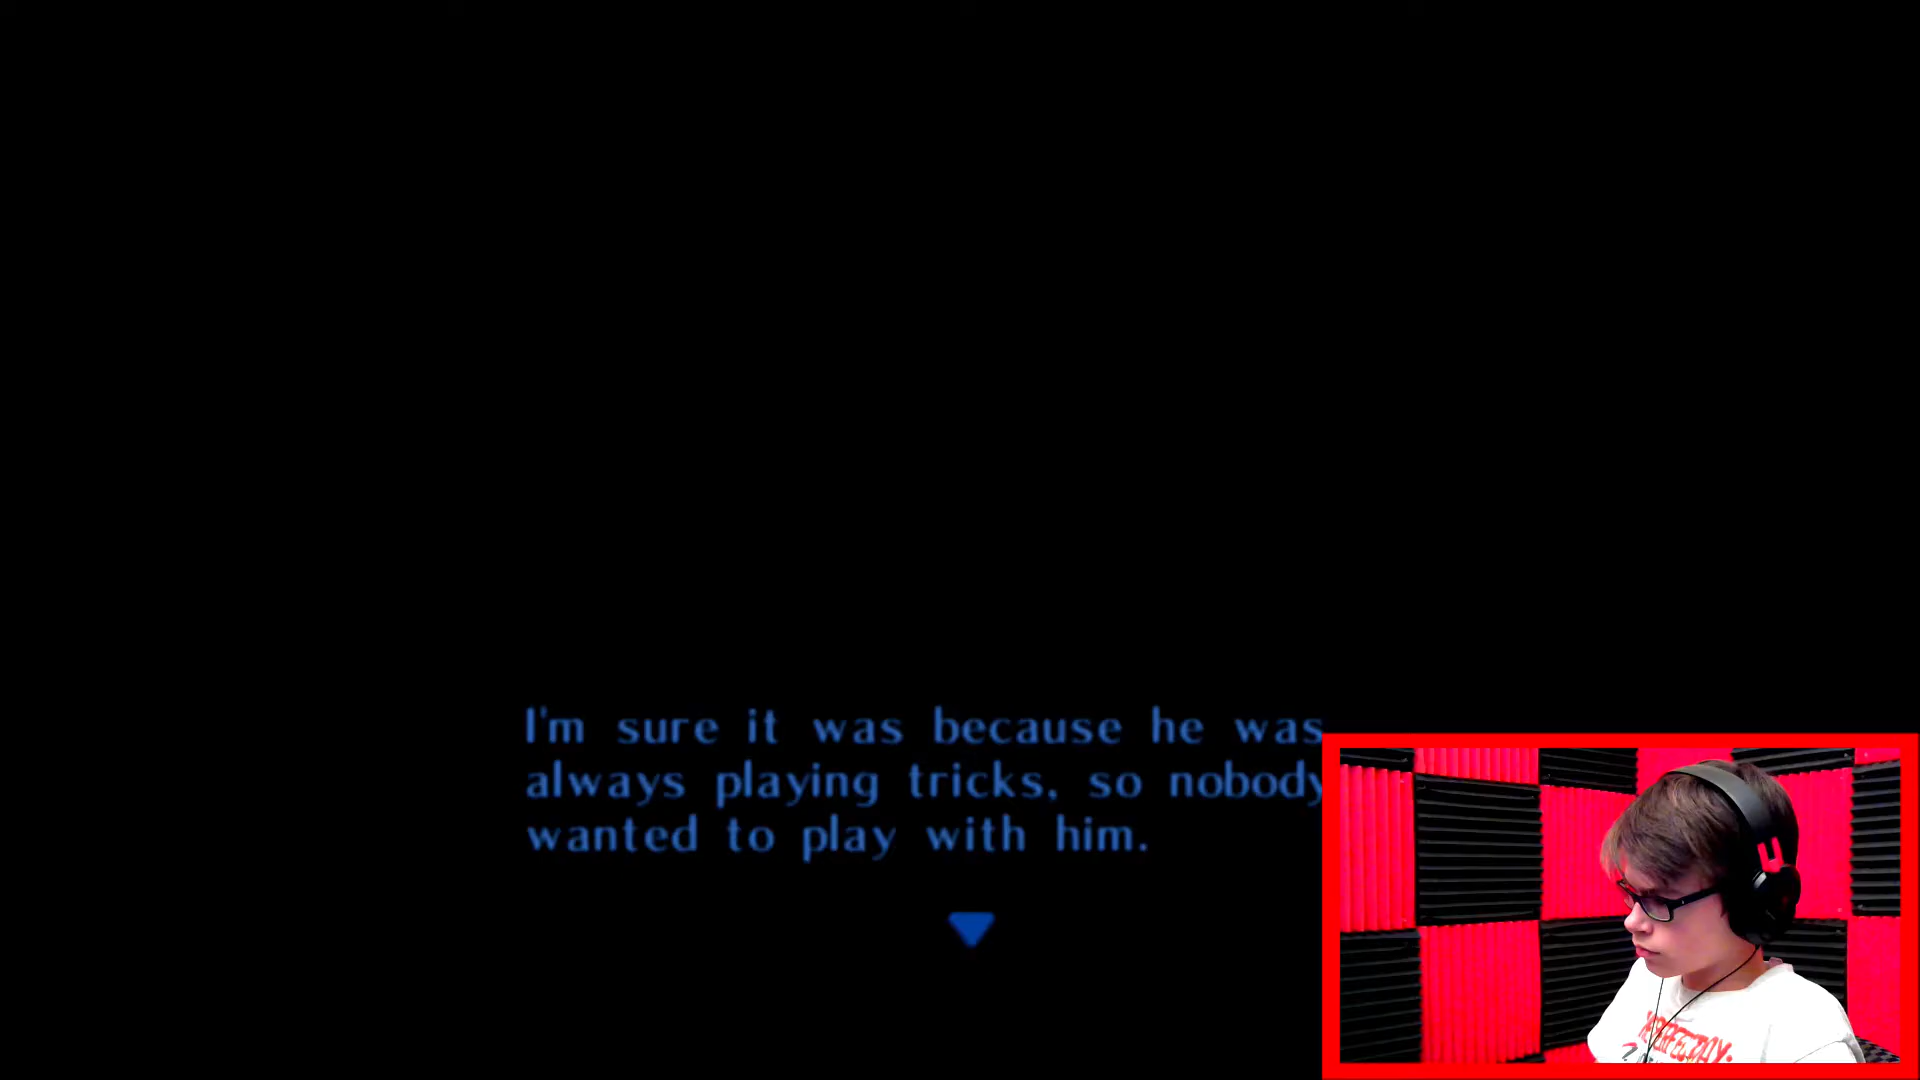 I'm sure it was because he was
always playing tricks, so nobody
wanted to play with him.